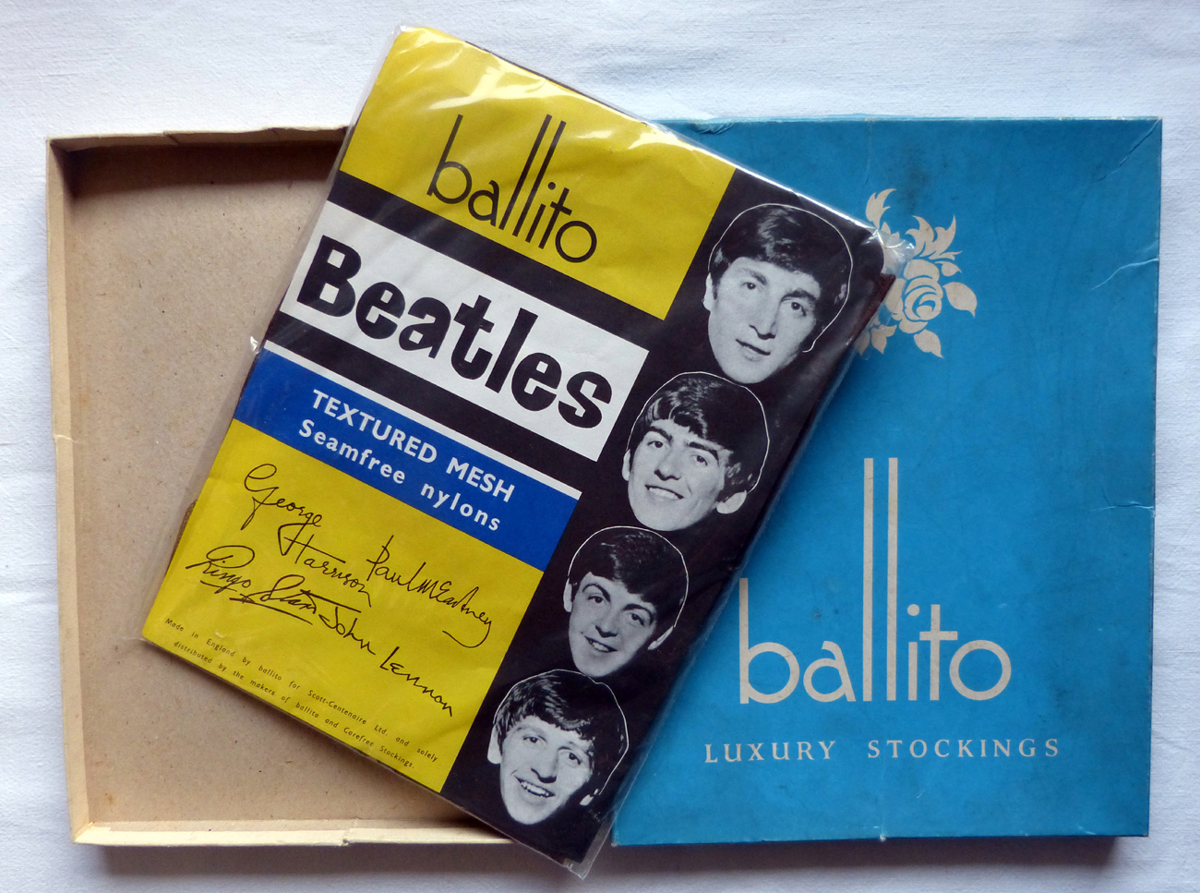 ballito
Beatles
TEXTURED MESH
Seamfree nylons
George
Harrison
Paul McCartney
Ringo Starr
John Lennon
Made in England by ballito for Scott-Centenaire Ltd. and solely
distributed by the makers of ballito and Carefree Stockings.
ballito
LUXURY STOCKINGS